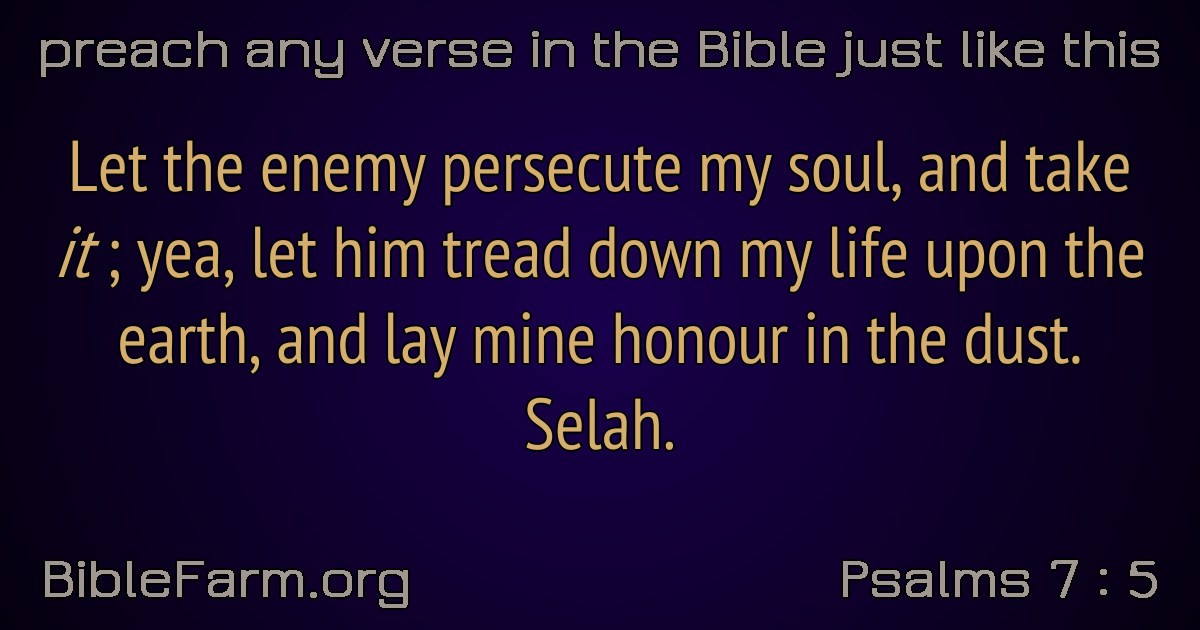 preach any verse in the Bible just like this
Let the enemy persecute my soul, and take
it ; yea, let him tread down my life upon the
earth, and lay mine honour in the dust.
Selah.
BibleFarm.org
Psalms 7 : 5